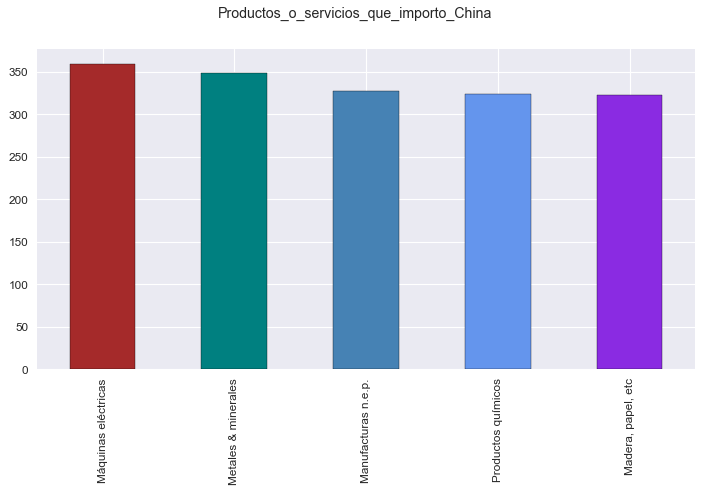 Productos_o_servicios_que_importo_China
350
300
250
200
150
100
50
0
Máquinas eléctricas
Metales & minerales
Manufacturas n.e.p.
Productos químicos
Madera, papel, etc